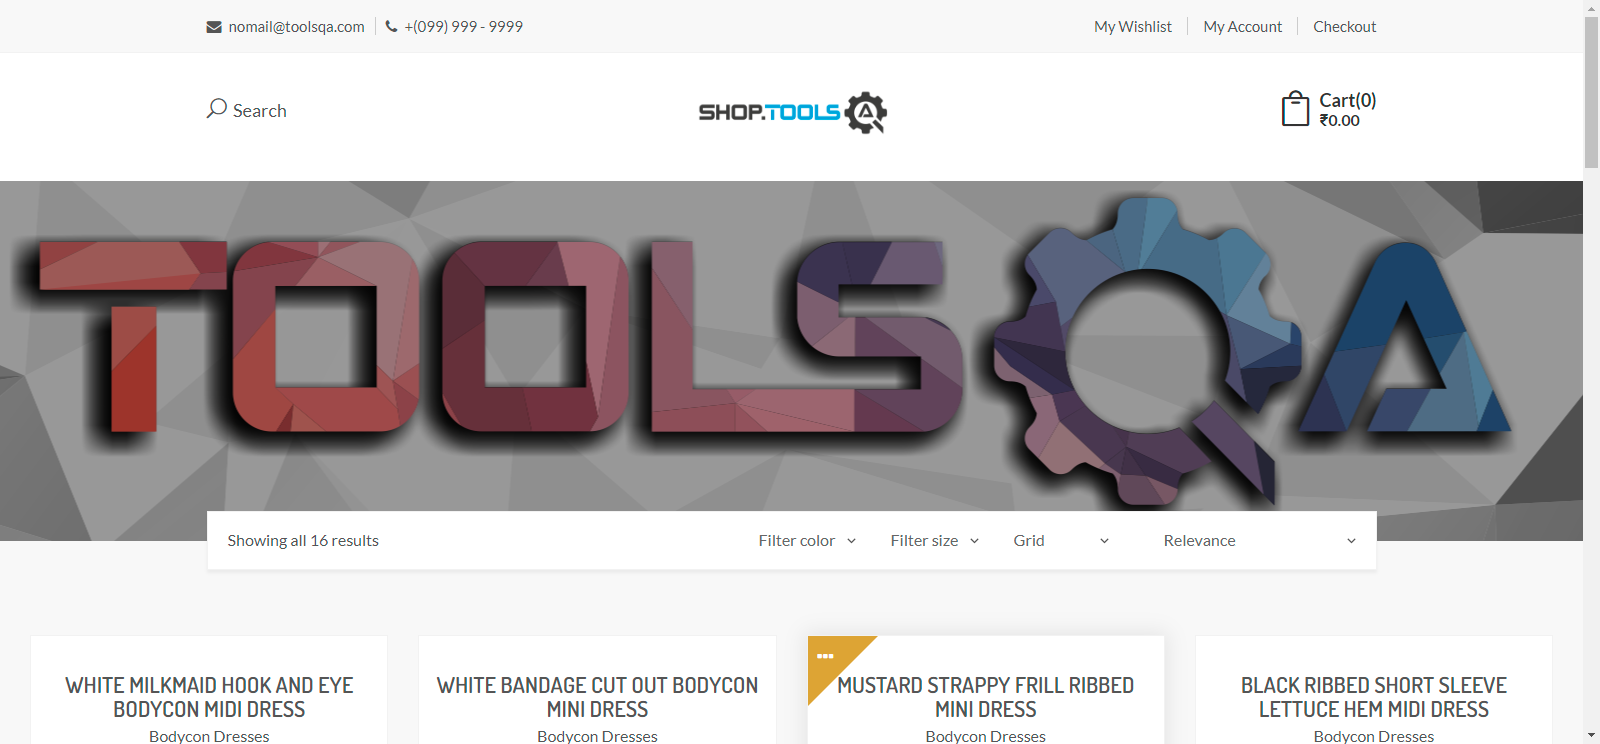 nomail@toolsqa.com +(099) 999 - 9999 My Wishlist My Account Checkout
Search SHOP.TOOLSQA Cart(0)
₹0.00
TOOLSQA
Showing all 16 results Filter color Filter size Grid Relevance
WHITE MILKMAID HOOK AND EYE
BODYCON MIDI DRESS
Bodycon Dresses
WHITE BANDAGE CUT OUT BODYCON
MINI DRESS
Bodycon Dresses
MUSTARD STRAPPY FRILL RIBBED
MINI DRESS
Bodycon Dresses
BLACK RIBBED SHORT SLEEVE
LETTUCE HEM MIDI DRESS
Bodycon Dresses